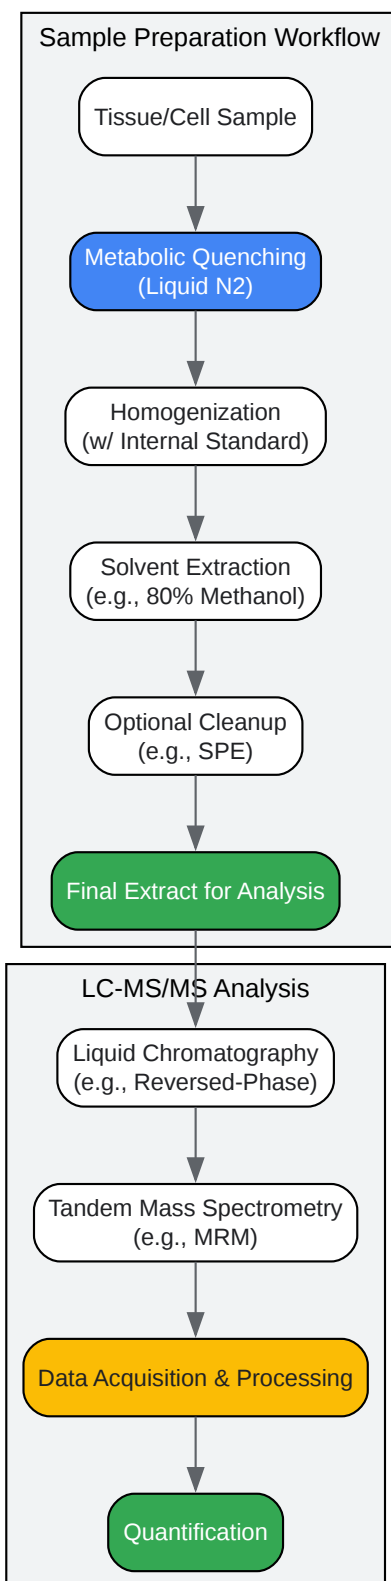 Sample Preparation Workflow
Tissue/Cell Sample
Metabolic Quenching
(Liquid N2)
Homogenization
(w/ Internal Standard)
Solvent Extraction
(e.g., 80% Methanol)
Optional Cleanup
(e.g., SPE)
Final Extract for Analysis
LC-MS/MS Analysis
Liquid Chromatography
(e.g., Reversed-Phase)
Tandem Mass Spectrometry
(e.g., MRM)
Data Acquisition & Processing
Quantification